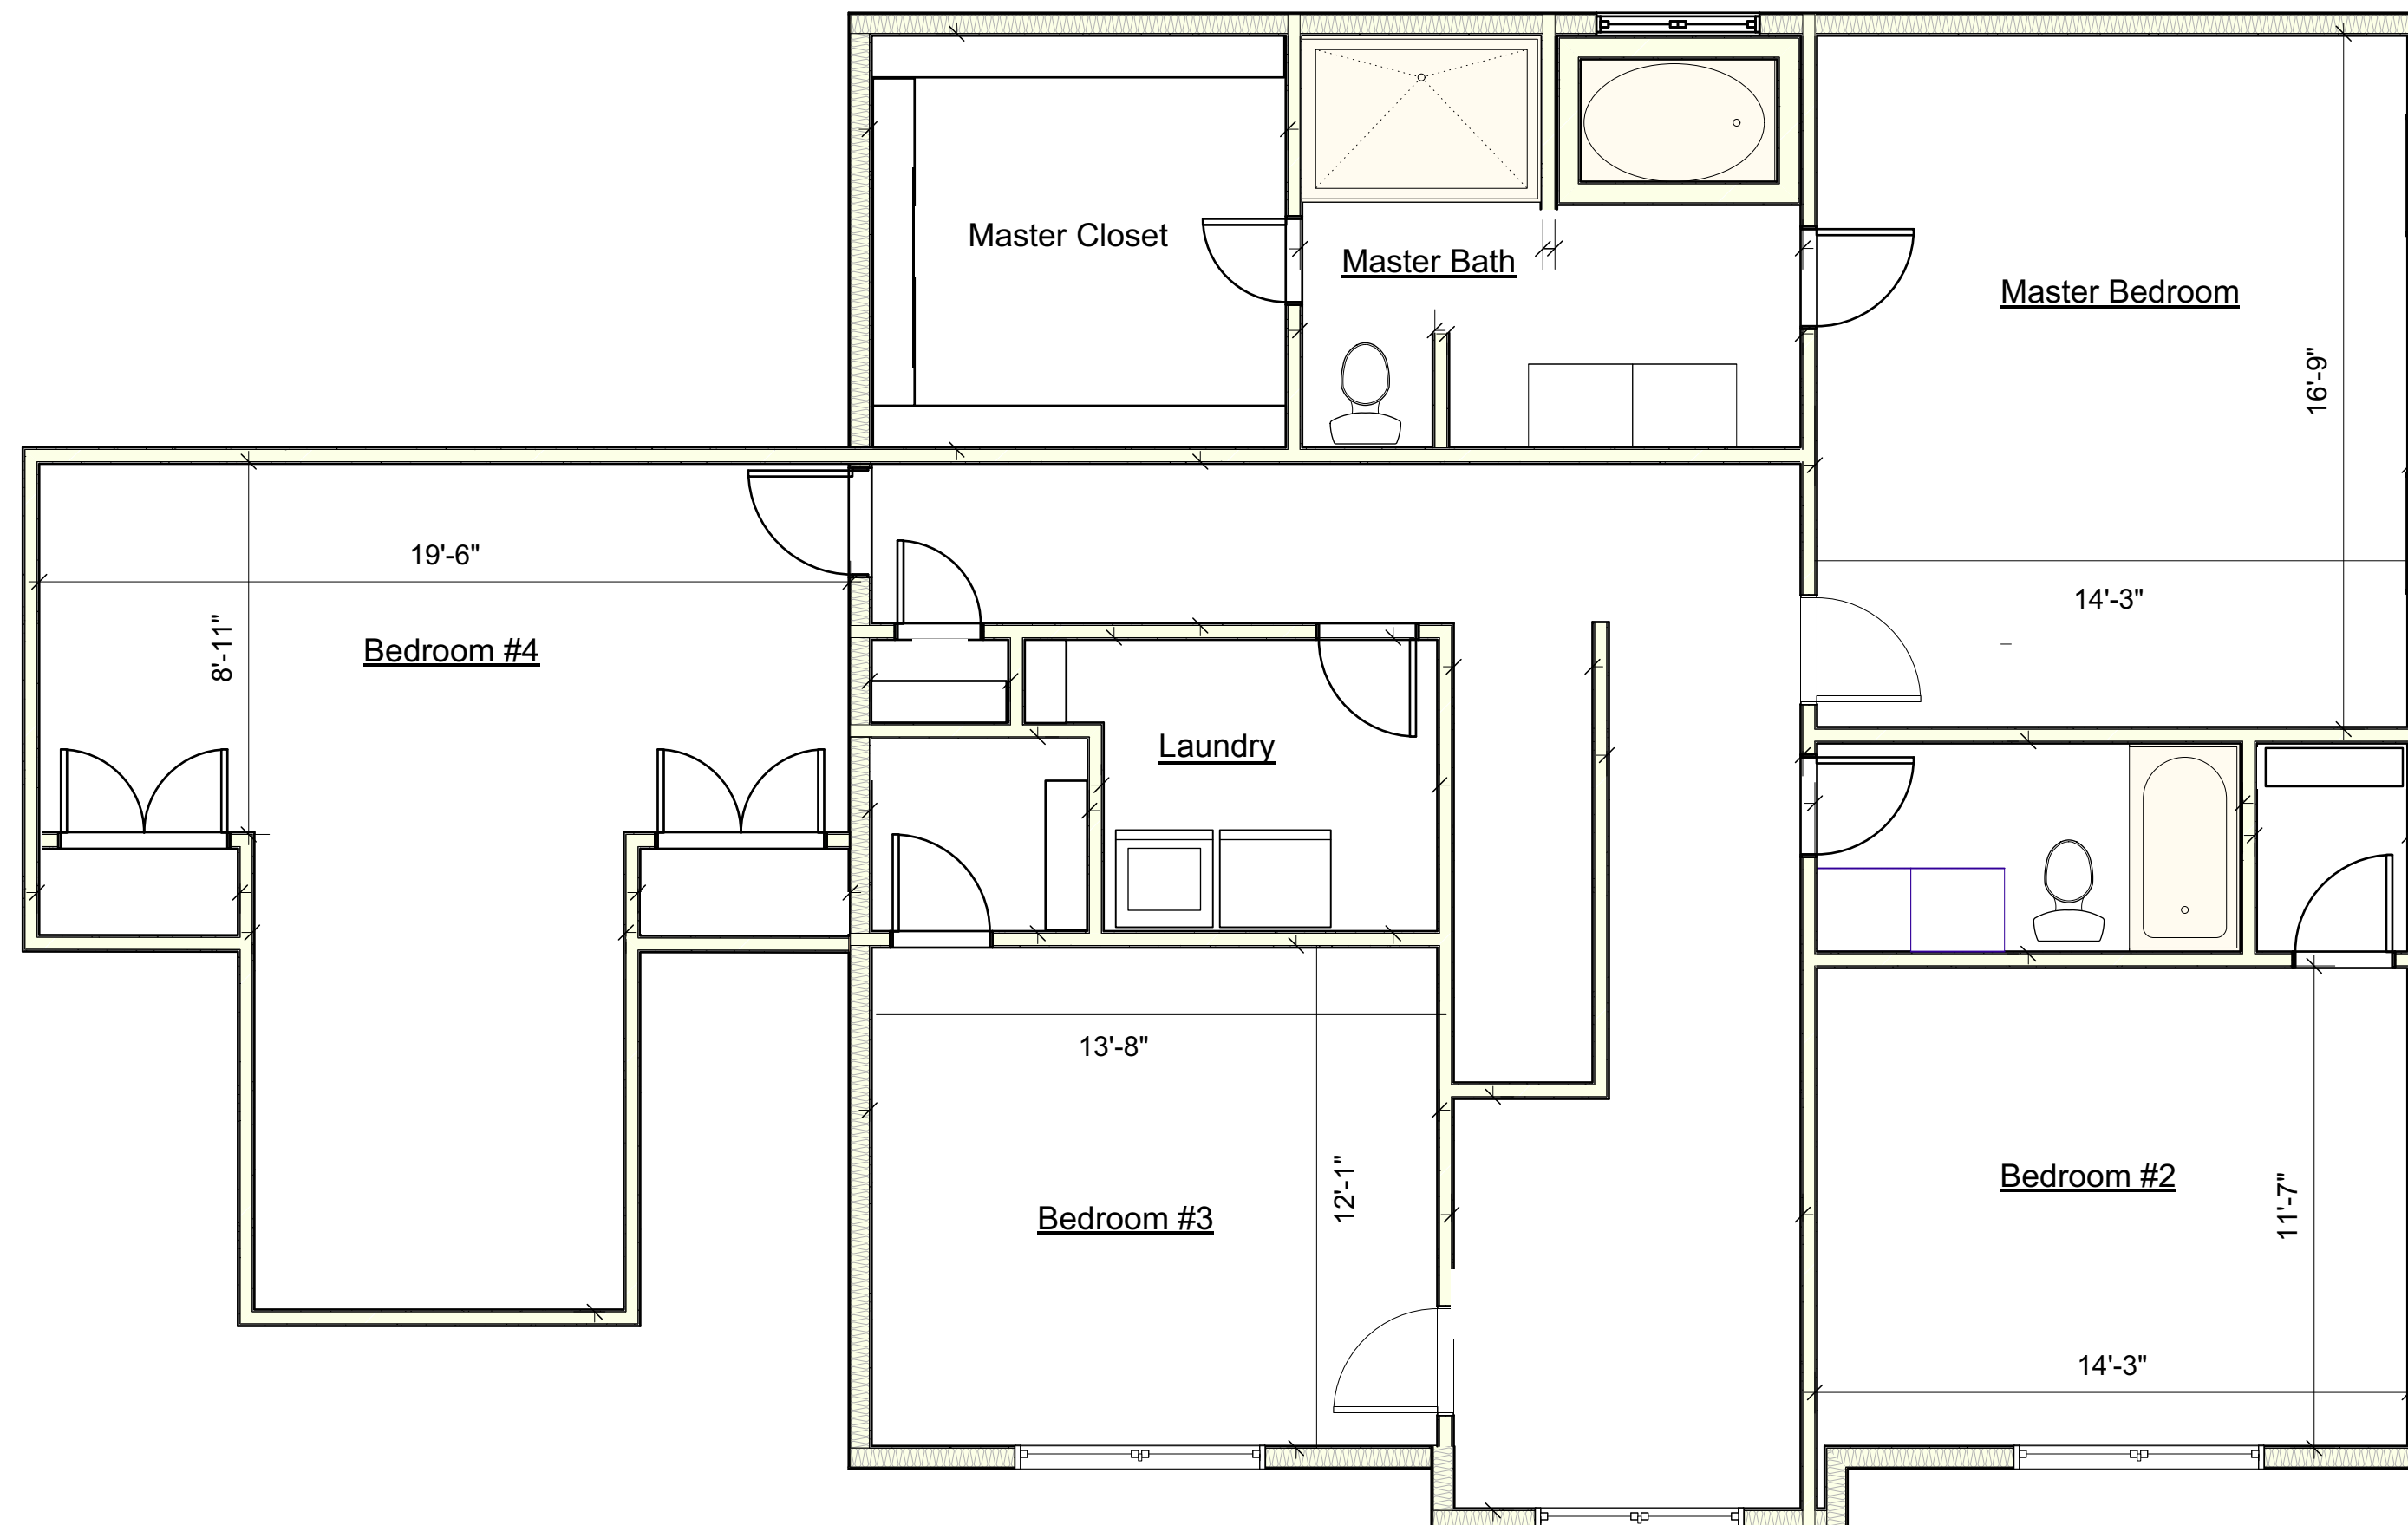 Master Closet
Master Bath
Master Bedroom
16'-9"
19'-6"
14'-3"
8'-11"
Bedroom #4
Laundry
13'-8"
12'-1"
Bedroom #2
11'-7"
Bedroom #3
14'-3"